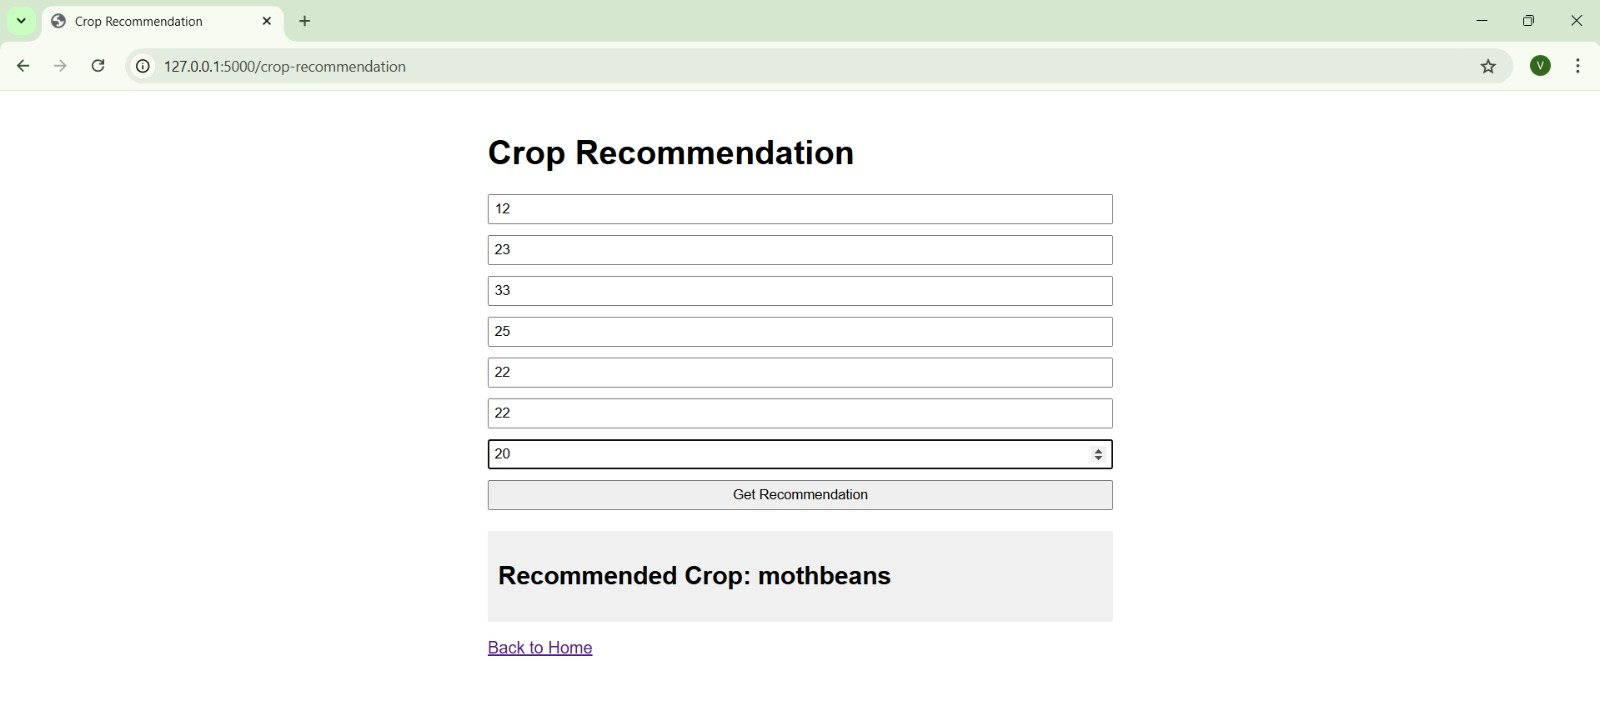 Crop Recommendation
127.0.0.1:5000/crop-recommendation
V
Crop Recommendation
12
23
33
25
22
22
20
Get Recommendation
Recommended Crop: mothbeans
Back to Home